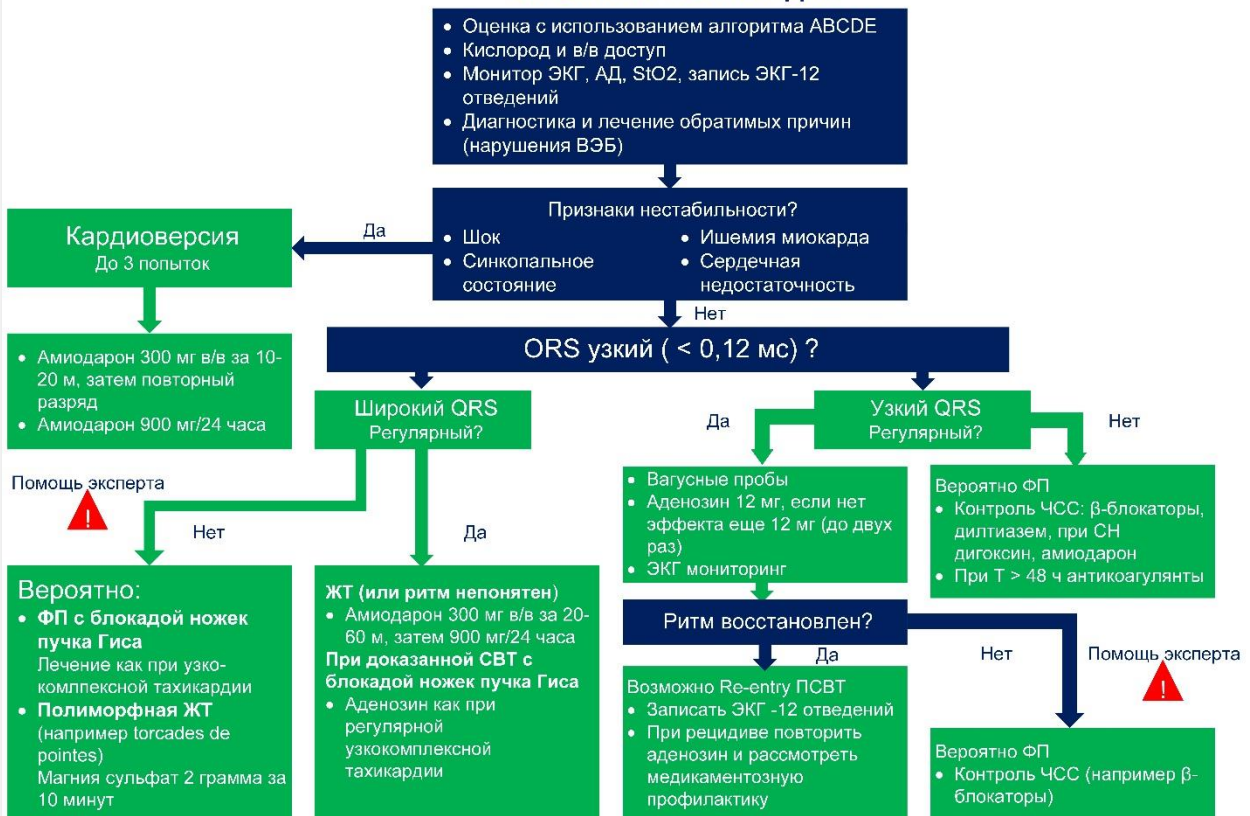 • Оценка с использованием алгоритма ABCDE
• Кислород и в/в доступ
• Монитор ЭКГ, АД, StO2, запись ЭКГ-12
отведений
• Диагностика и лечение обратимых причин
(нарушения ВЭБ)
Признаки нестабильности?
• Шок
• Синкопальное
состояние
• Ишемия миокарда
• Сердечная
недостаточность
Да
Кардиоверсия
До 3 попыток
• Амиодарон 300 мг в/в за 10-
20 м, затем повторный
разряд
• Амиодарон 900 мг/24 часа
Нет
ORS узкий ( < 0,12 мс) ?
Широкий QRS
Регулярный?
Узкий QRS
Регулярный?
Помощь эксперта
!
Нет
Да
Вероятно:
• ФП с блокадой ножек
пучка Гиса
Лечение как при узко-
комлпексной тахикардии
• Полиморфная ЖТ
(например torcades de
pointes)
Магния сульфат 2 грамма за
10 минут
ЖТ (или ритм непонятен)
• Амиодарон 300 мг в/в за 20-
60 м, затем 900 мг/24 часа
При доказанной СВТ с
блокадой ножек пучка Гиса
• Аденозин как при
регулярной
узкокомплексной
тахикардии
Да
Нет
• Вагусные пробы
• Аденозин 12 мг, если нет
эффекта еще 12 мг (до двух
раз)
• ЭКГ мониторинг
Вероятно ФП
• Контроль ЧСС: β-блокаторы,
дилтиазем, при СН
дигоксин, амиодарон
• При Т > 48 ч антикоагулянты
Ритм восстановлен?
Да
Нет
Помощь эксперта
!
Возможно Re-entry ПСВТ
• Записать ЭКГ -12 отведений
• При рецидиве повторить
аденозин и рассмотреть
медикаментозную
профилактику
Вероятно ФП
• Контроль ЧСС (например β-
блокаторы)